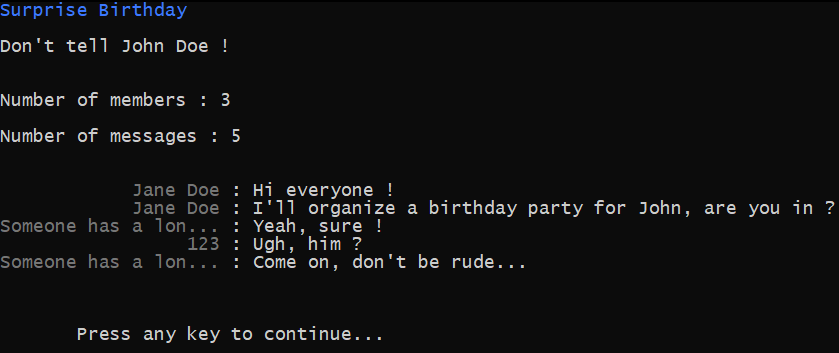 Surprise Birthday
Don't tell John Doe !
Number of members : 3
Number of messages : 5
Jane Doe : Hi everyone !
Jane Doe : I'll organize a birthday party for John, are you in ?
Someone has a lon... : Yeah, sure !
123 : Ugh, him ?
Someone has a lon... : Come on, don't be rude...
Press any key to continue...